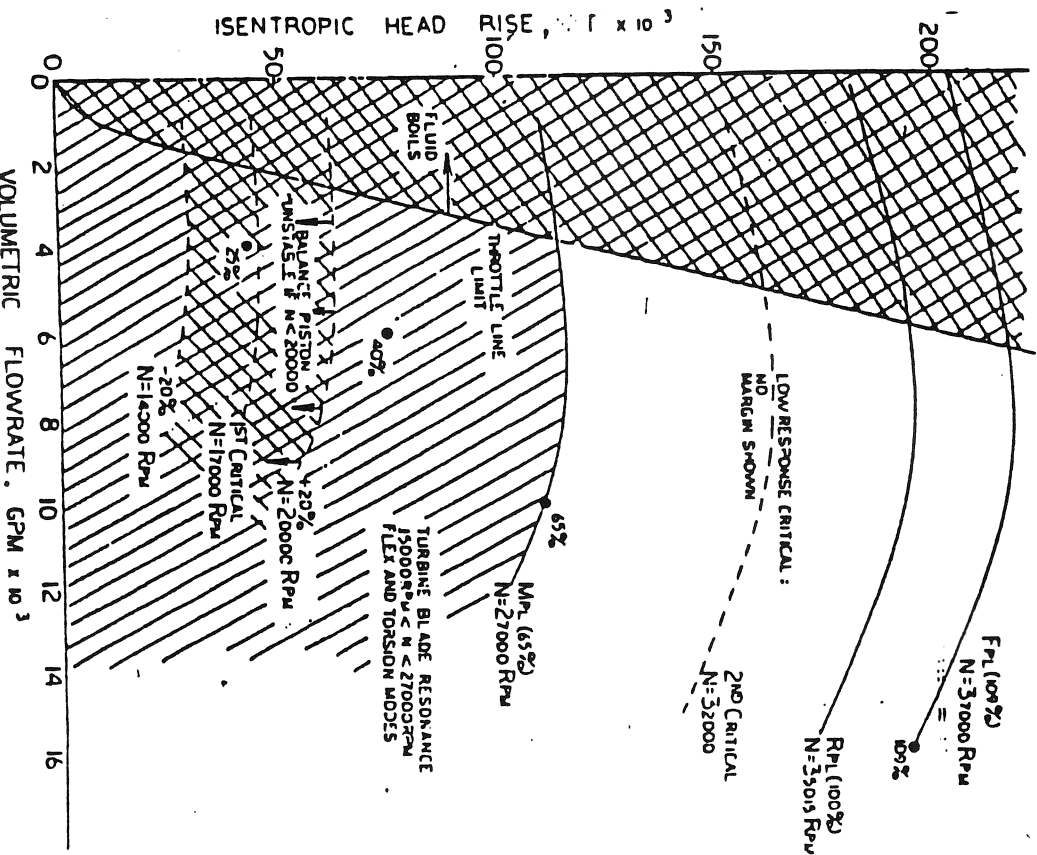 ISENTROPIC HEAD RISE, x 10³
200
150
100
50
0
0
2
4
6
8
10
12
14
16
VOLUMETRIC FLOWRATE. GPM x 10³
FPL (109%)
N=37000 RPM
109%
RPL (100%)
N=35015 RPM
2ND CRITICAL
N=32000
LOW RESPONSE CRITICAL:
NO
MARGIN SHOWN
MPL (65%)
N=27000 RPM
65%
FLUID
BOILS
THROTTLE LINE
LIMIT
40%
25%
BALANCE PISTON
UNSTABLE IF N<20000
+20%
N=20000 RPM
1ST CRITICAL
N=17000 RPM
-20%
N=14000 RPM
TURBINE BLADE RESONANCE
15000RPM < N < 27000RPM
FLEX AND TORSION MODES